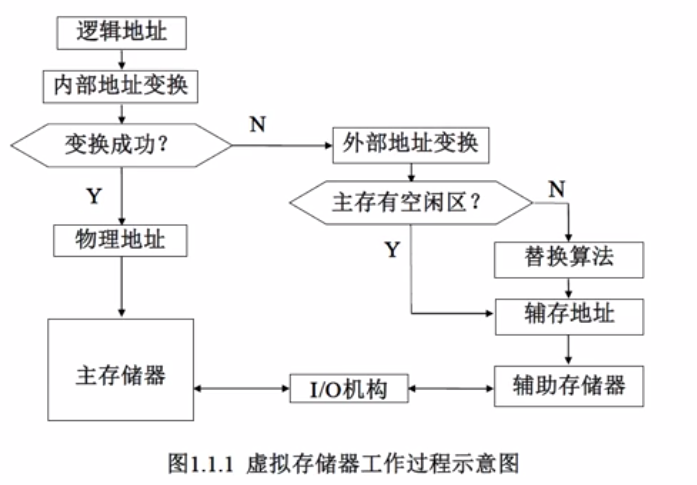 逻辑地址
内部地址变换
变换成功？
N
外部地址变换
Y
主存有空闲区？
N
物理地址
Y
替换算法
辅存地址
主存储器
I/O机构
辅助存储器
图1.1.1 虚拟存储器工作过程示意图